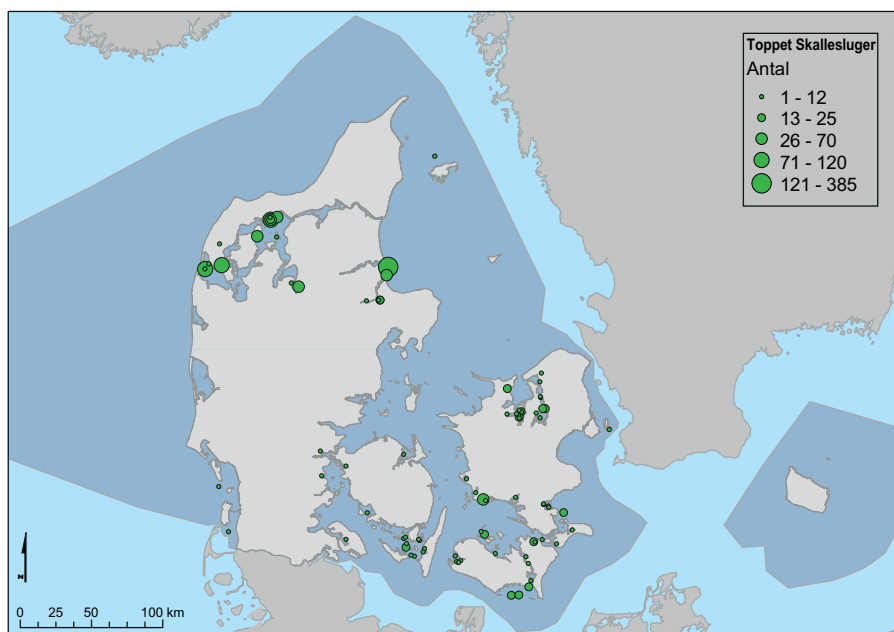 Toppet Skallesluger
Antal
1 - 12
13 - 25
26 - 70
71 - 120
121 - 385
N
0 25 50 100 km